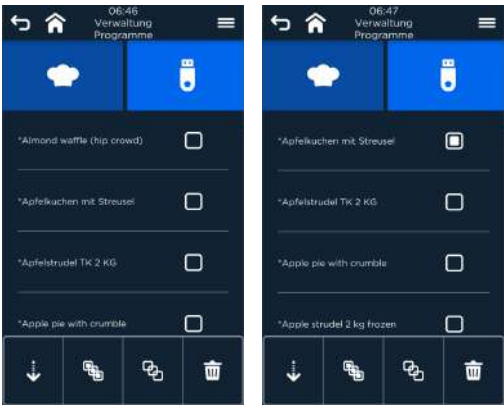 06:46
Verwaltung
Programme
*Almond waffle (hip crowd)
*Apfelkuchen mit Streusel
*Apfelstrudel TK 2 KG
*Apple pie with crumble
06:47
Verwaltung
Programme
*Apfelkuchen mit Streusel
*Apfelstrudel TK 2 KG
*Apple pie with crumble
*Apple strudel 2 kg frozen